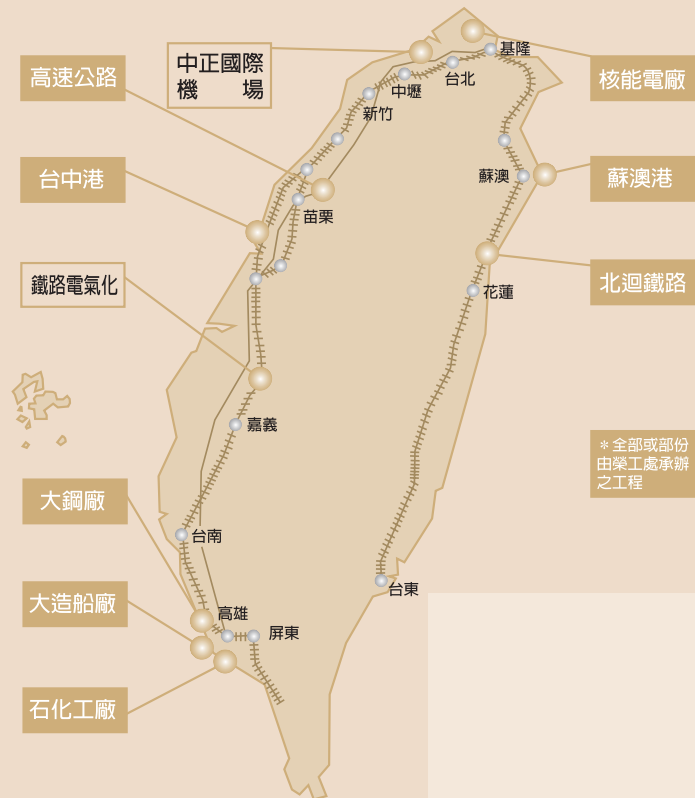 中正國際
機場
高速公路
台中港
鐵路電氣化
大鋼廠
大造船廠
石化工廠
核能電廠
蘇澳港
北迴鐵路
＊全部或部份
由榮工處承辦
之工程
基隆
台北
中壢
新竹
苗栗
蘇澳
花蓮
嘉義
台南
高雄
屏東
台東